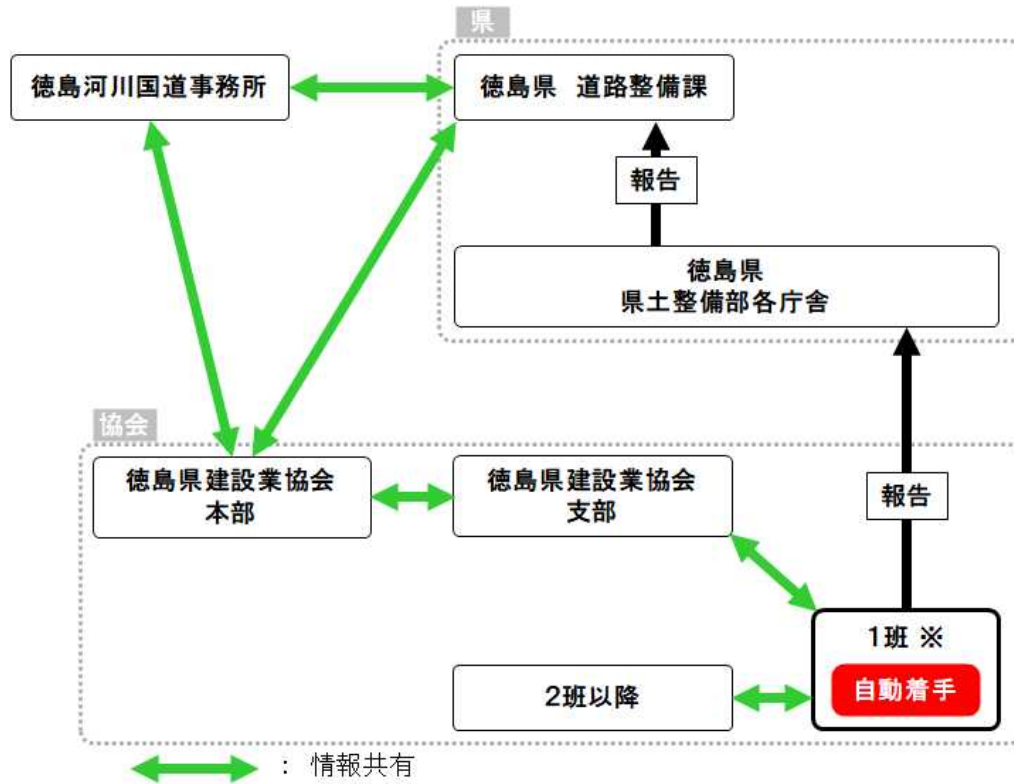 県
徳島河川国道事務所
徳島県 道路整備課
報告
徳島県
県土整備部各庁舎
協会
徳島県建設業協会
本部
徳島県建設業協会
支部
報告
1班 ※
自動着手
2班以降
： 情報共有